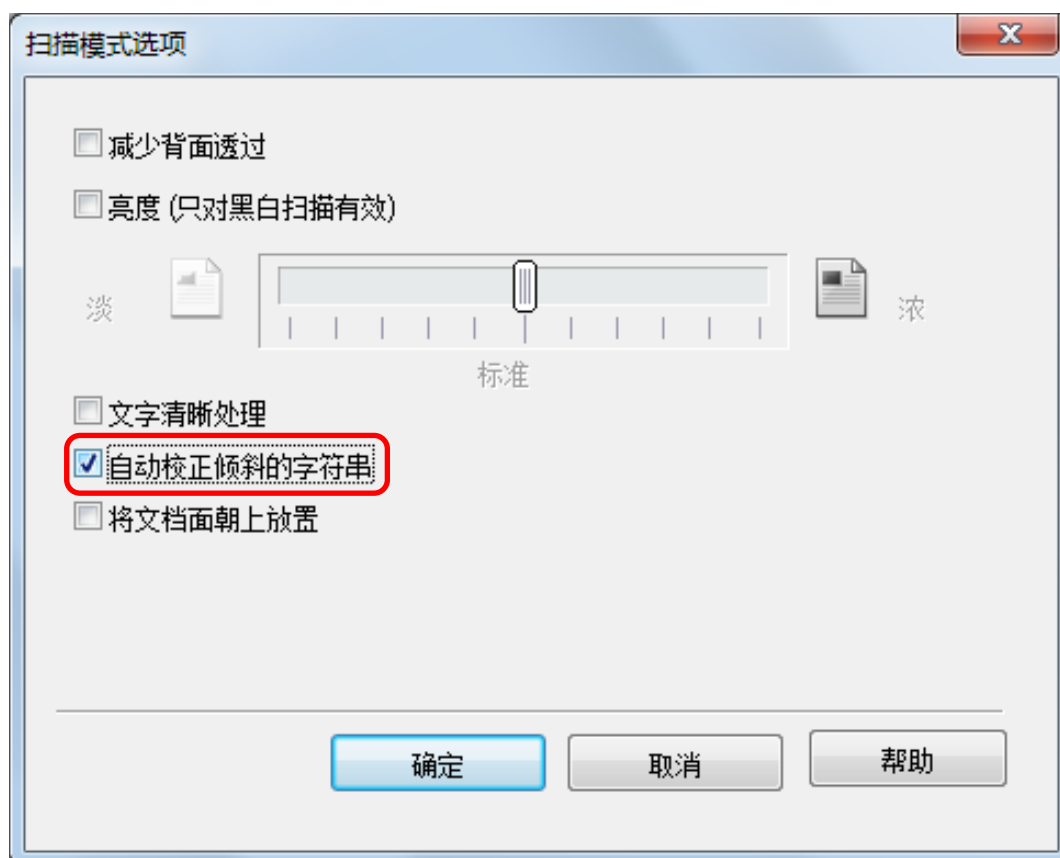 扫描模式选项
减少背面透过
亮度 (只对黑白扫描有效)
淡 浓
标准
文字清晰处理
自动校正倾斜的字符串
将文档面朝上放置
确定 取消 帮助